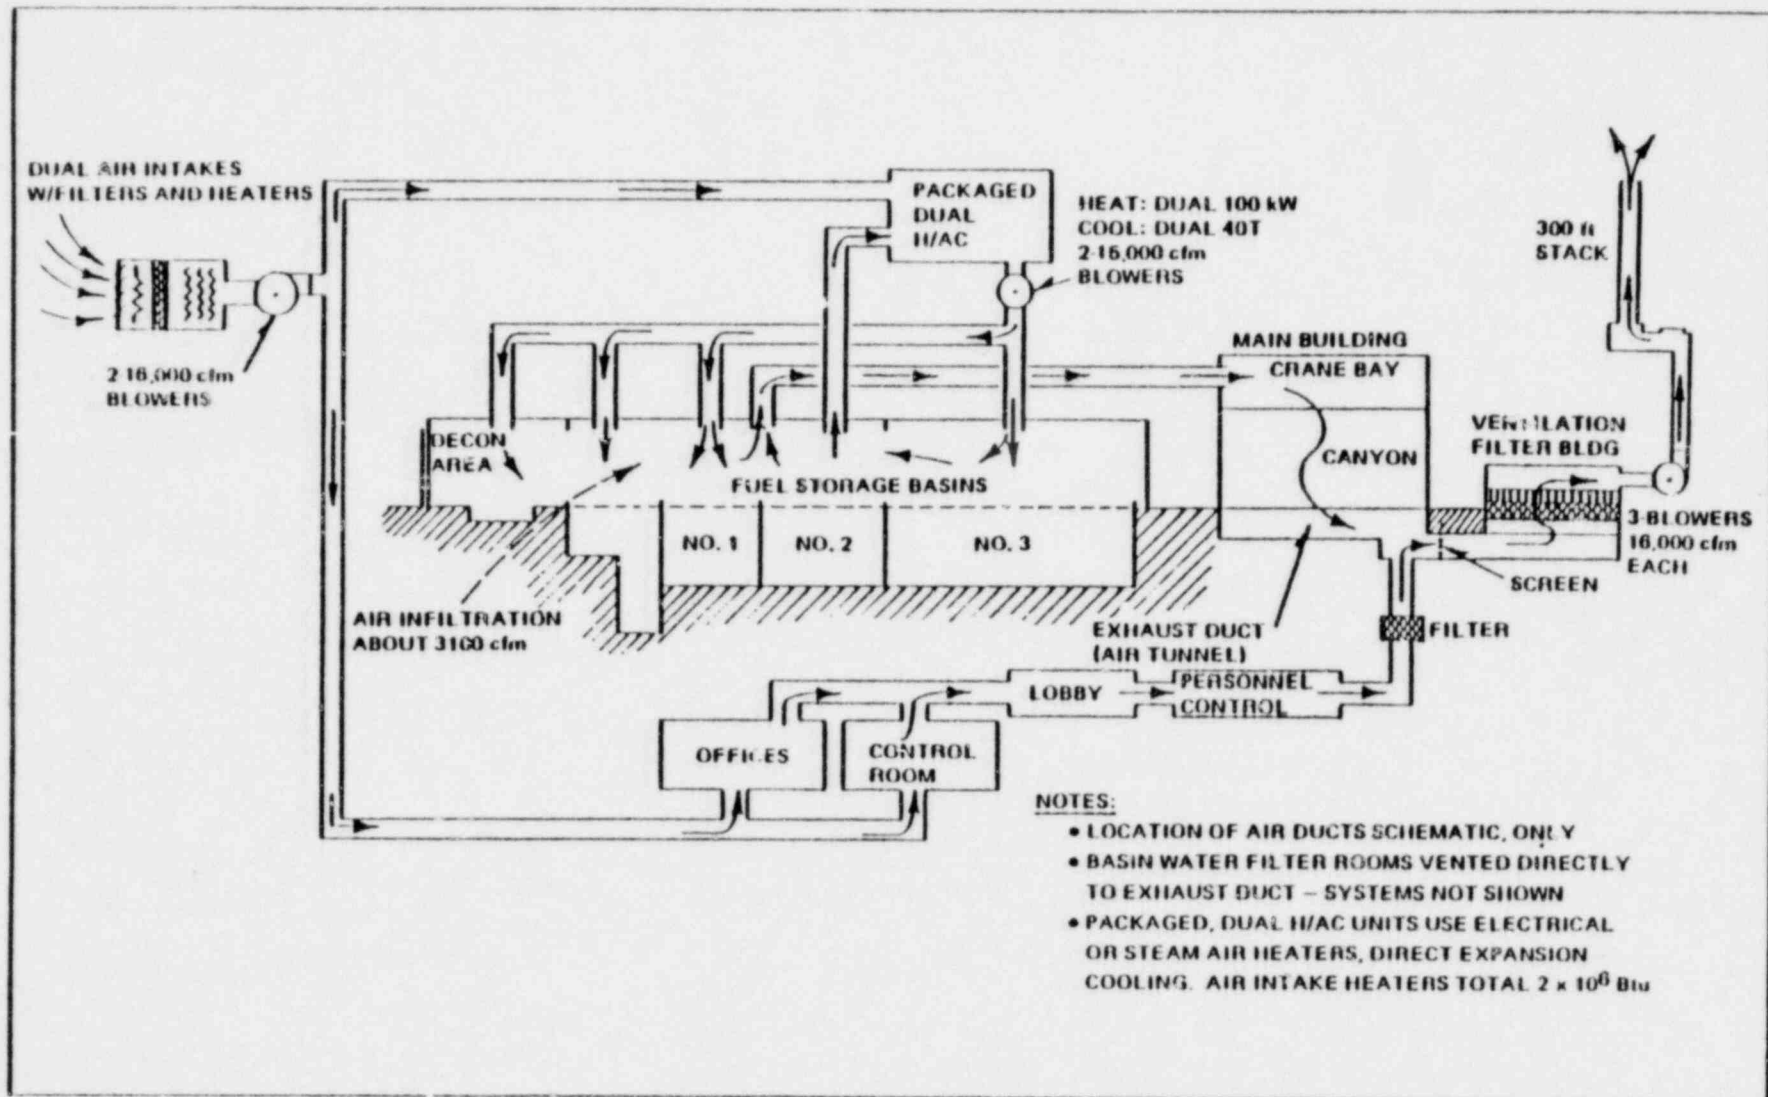 DUAL AIR INTAKES
W/FILTERS AND HEATERS
2-16,000 cfm
BLOWERS
PACKAGED
DUAL
H/AC
HEAT: DUAL 100 kW
COOL: DUAL 40T
BLOWERS
300 ft
STACK
MAIN BUILDING
CRANE BAY
CANYON
VENTILATION
FILTER BLDG
3-BLOWERS
16,000 cfm
EACH
SCREEN
DECON
AREA
FUEL STORAGE BASINS
NO. 1
NO. 2
NO. 3
AIR INFILTRATION
ABOUT 3100 cfm
EXHAUST DUCT
(AIR TUNNEL)
FILTER
LOBBY
PERSONNEL
CONTROL
OFFICES
CONTROL
ROOM
NOTES:
• LOCATION OF AIR DUCTS SCHEMATIC, ONLY
• BASIN WATER FILTER ROOMS VENTED DIRECTLY
TO EXHAUST DUCT – SYSTEMS NOT SHOWN
• PACKAGED, DUAL H/AC UNITS USE ELECTRICAL
OR STEAM AIR HEATERS, DIRECT EXPANSION
COOLING. AIR INTAKE HEATERS TOTAL 2 x 10⁶ Btu